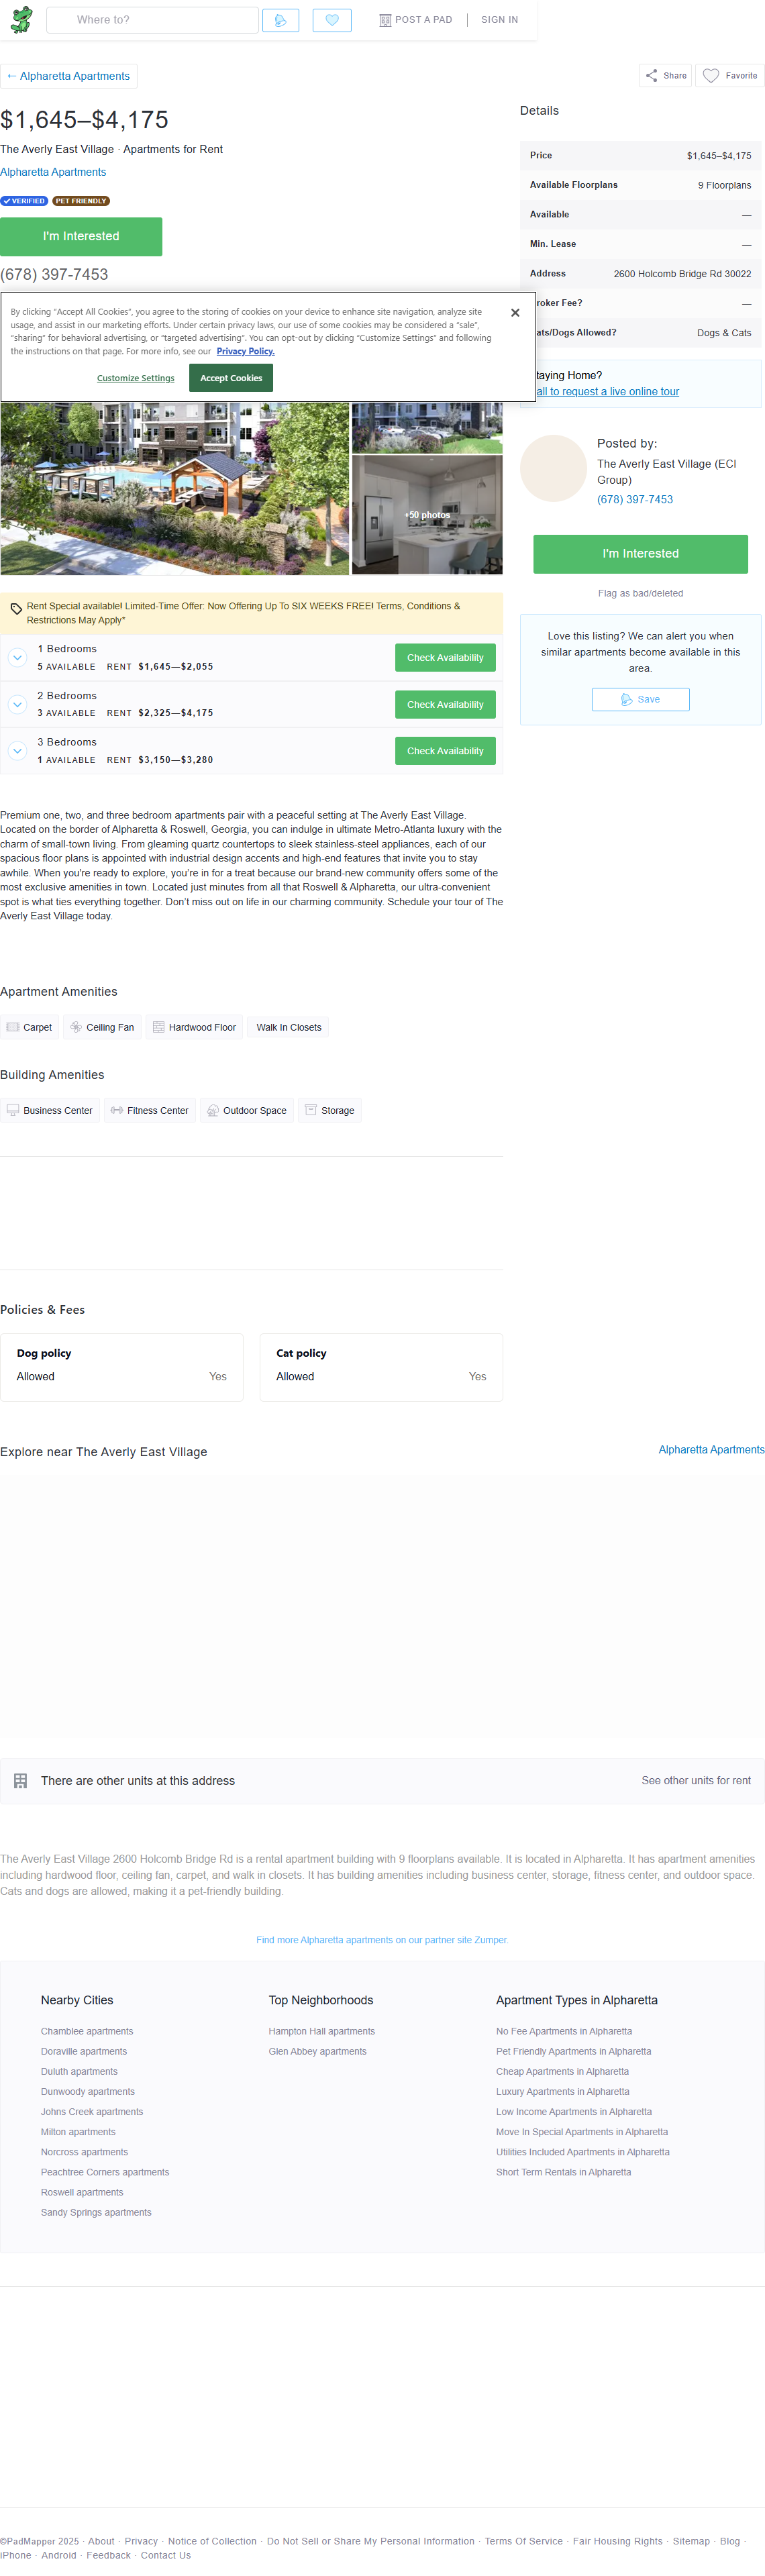 Where to?
POST A PAD
SIGN IN
← Alpharetta Apartments
Share
Favorite
$1,645–$4,175
The Averly East Village · Apartments for Rent
Alpharetta Apartments
VERIFIED
PET FRIENDLY
I'm Interested
(678) 397-7453
Details
Price $1,645–$4,175
Available Floorplans 9 Floorplans
Available —
Min. Lease —
Address 2600 Holcomb Bridge Rd 30022
roker Fee? —
ats/Dogs Allowed? Dogs & Cats
By clicking “Accept All Cookies”, you agree to the storing of cookies on your device to enhance site navigation, analyze site
usage, and assist in our marketing efforts. Under certain privacy laws, our use of some cookies may be considered a “sale”,
“sharing” for behavioral advertising, or “targeted advertising”. You can opt-out by clicking “Customize Settings” and following
the instructions on that page. For more info, see our Privacy Policy.
Customize Settings
Accept Cookies
taying Home?
all to request a live online tour
+50 photos
Posted by:
The Averly East Village (ECI
Group)
(678) 397-7453
I'm Interested
Flag as bad/deleted
Love this listing? We can alert you when
similar apartments become available in this
area.
Save
Rent Special available! Limited-Time Offer: Now Offering Up To SIX WEEKS FREE! Terms, Conditions &
Restrictions May Apply*
1 Bedrooms
5 AVAILABLE RENT $1,645—$2,055
Check Availability
2 Bedrooms
3 AVAILABLE RENT $2,325—$4,175
Check Availability
3 Bedrooms
1 AVAILABLE RENT $3,150—$3,280
Check Availability
Premium one, two, and three bedroom apartments pair with a peaceful setting at The Averly East Village.
Located on the border of Alpharetta & Roswell, Georgia, you can indulge in ultimate Metro-Atlanta luxury with the
charm of small-town living. From gleaming quartz countertops to sleek stainless-steel appliances, each of our
spacious floor plans is appointed with industrial design accents and high-end features that invite you to stay
awhile. When you're ready to explore, you're in for a treat because our brand-new community offers some of the
most exclusive amenities in town. Located just minutes from all that Roswell & Alpharetta, our ultra-convenient
spot is what ties everything together. Don’t miss out on life in our charming community. Schedule your tour of The
Averly East Village today.
Apartment Amenities
Carpet
Ceiling Fan
Hardwood Floor
Walk In Closets
Building Amenities
Business Center
Fitness Center
Outdoor Space
Storage
Policies & Fees
Dog policy
Allowed Yes
Cat policy
Allowed Yes
Explore near The Averly East Village
Alpharetta Apartments
There are other units at this address
See other units for rent
The Averly East Village 2600 Holcomb Bridge Rd is a rental apartment building with 9 floorplans available. It is located in Alpharetta. It has apartment amenities
including hardwood floor, ceiling fan, carpet, and walk in closets. It has building amenities including business center, storage, fitness center, and outdoor space.
Cats and dogs are allowed, making it a pet-friendly building.
Find more Alpharetta apartments on our partner site Zumper.
Nearby Cities
Chamblee apartments
Doraville apartments
Duluth apartments
Dunwoody apartments
Johns Creek apartments
Milton apartments
Norcross apartments
Peachtree Corners apartments
Roswell apartments
Sandy Springs apartments
Top Neighborhoods
Hampton Hall apartments
Glen Abbey apartments
Apartment Types in Alpharetta
No Fee Apartments in Alpharetta
Pet Friendly Apartments in Alpharetta
Cheap Apartments in Alpharetta
Luxury Apartments in Alpharetta
Low Income Apartments in Alpharetta
Move In Special Apartments in Alpharetta
Utilities Included Apartments in Alpharetta
Short Term Rentals in Alpharetta
©PadMapper 2025 · About · Privacy · Notice of Collection · Do Not Sell or Share My Personal Information · Terms Of Service · Fair Housing Rights · Sitemap · Blog ·
iPhone · Android · Feedback · Contact Us